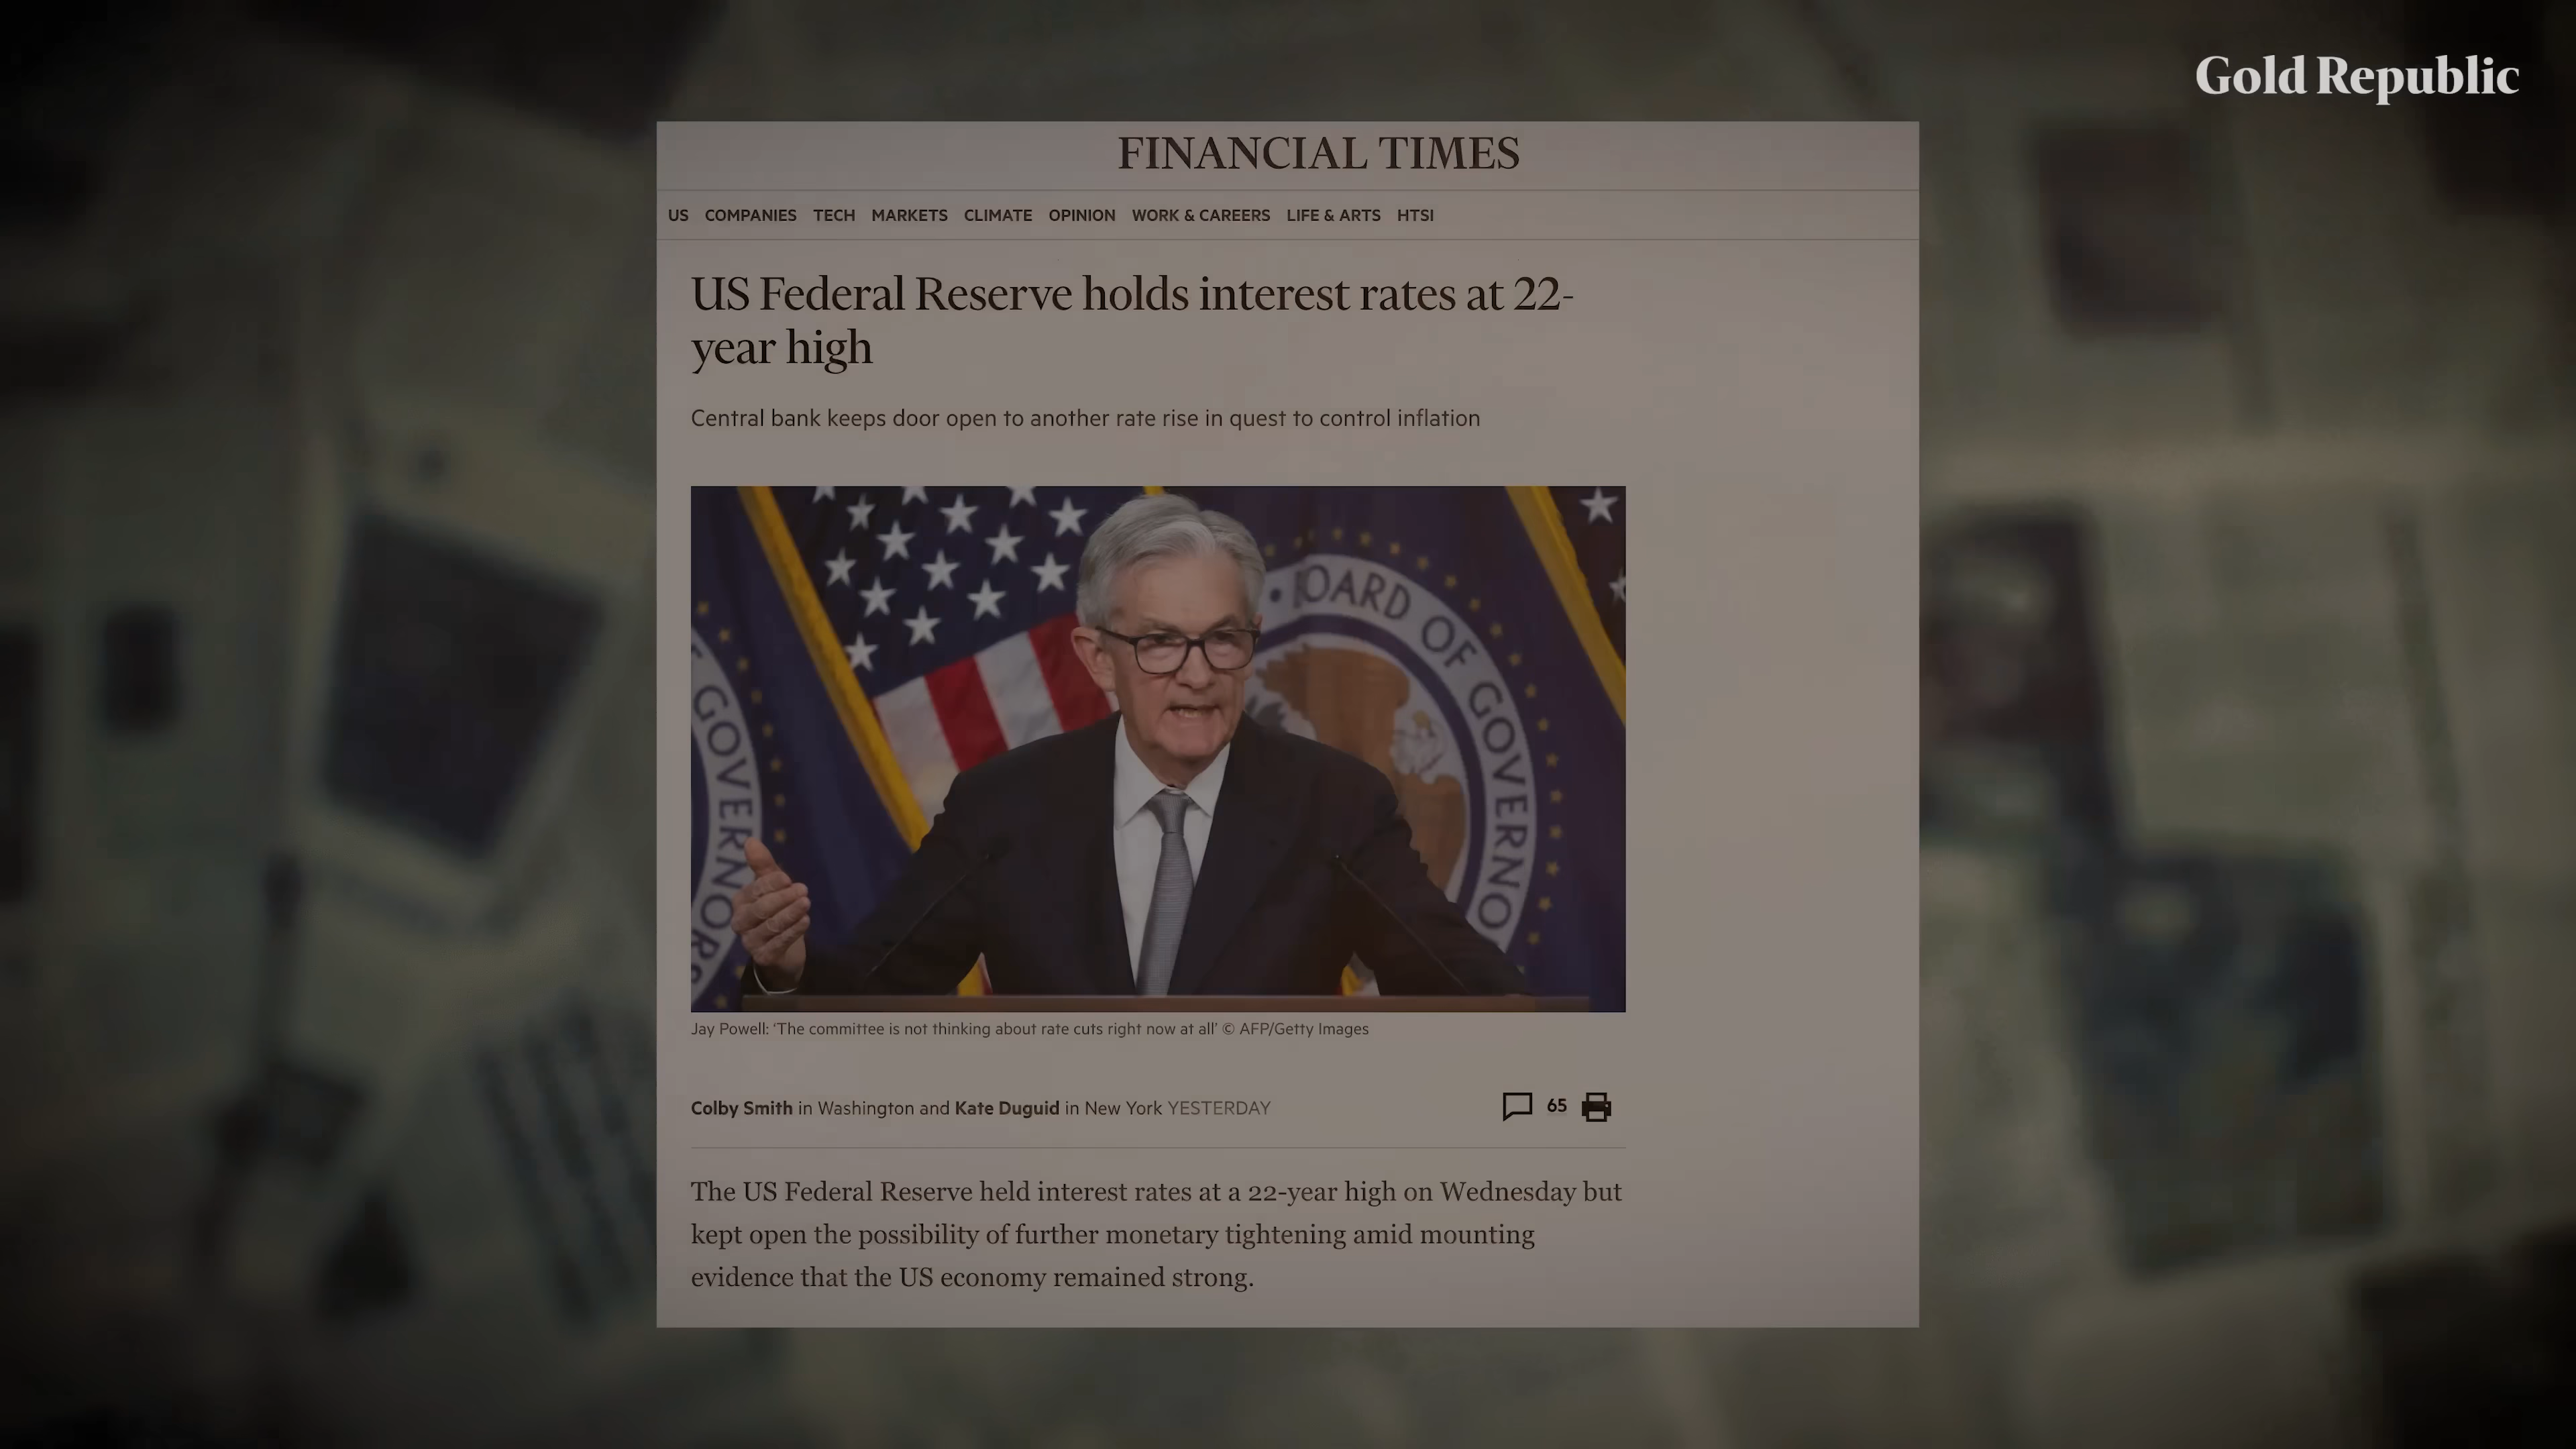 Gold Republic
FINANCIAL TIMES
US COMPANIES TECH MARKETS CLIMATE OPINION WORK & CAREERS LIFE & ARTS HTSI
US Federal Reserve holds interest rates at 22-
year high
Central bank keeps door open to another rate rise in quest to control inflation
OARD OF GOVERNO
GOVERNORS
Jay Powell: ‘The committee is not thinking about rate cuts right now at all’ © AFP/Getty Images
Colby Smith in Washington and Kate Duguid in New York YESTERDAY
65
The US Federal Reserve held interest rates at a 22-year high on Wednesday but
kept open the possibility of further monetary tightening amid mounting
evidence that the US economy remained strong.